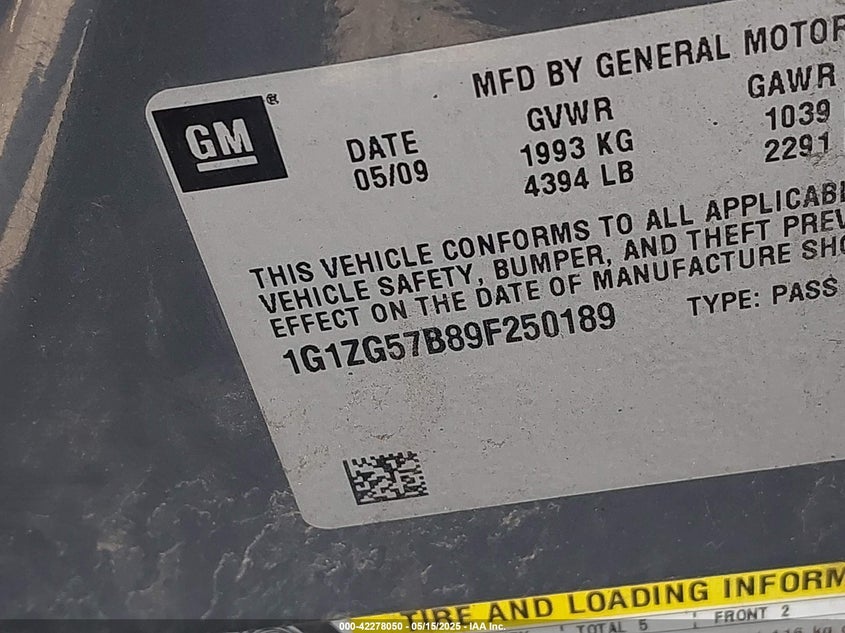 MFD BY GENERAL MOTOR
GM ®
DATE
05/09
GVWR
1993 KG
4394 LB
GAWR
1039
2291
THIS VEHICLE CONFORMS TO ALL APPLICABL
VEHICLE SAFETY, BUMPER, AND THEFT PREV
EFFECT ON THE DATE OF MANUFACTURE SHO
1G1ZG57B89F250189
TYPE: PASS
TIRE AND LOADING INFORM
TOTAL 5
FRONT 2
000-42278050 - 05/15/2025 - IAA Inc.